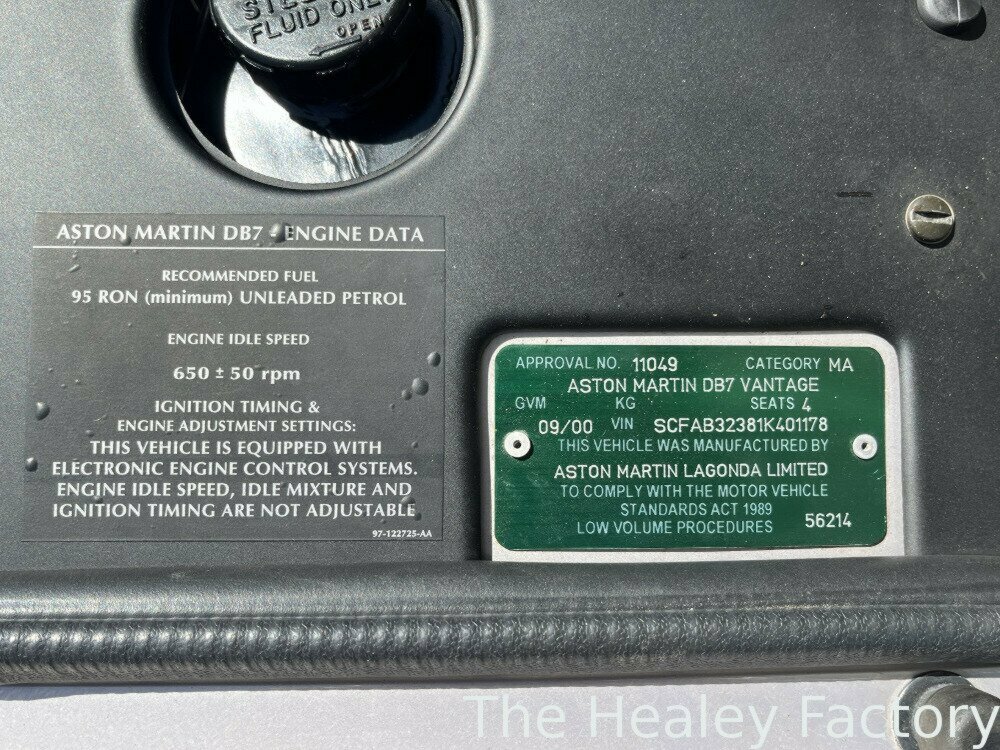 FLUID ONLY
OPEN
ASTON MARTIN DB7 - ENGINE DATA
RECOMMENDED FUEL
95 RON (minimum) UNLEADED PETROL
ENGINE IDLE SPEED
650 ± 50 rpm
IGNITION TIMING &
ENGINE ADJUSTMENT SETTINGS:
THIS VEHICLE IS EQUIPPED WITH
ELECTRONIC ENGINE CONTROL SYSTEMS.
ENGINE IDLE SPEED, IDLE MIXTURE AND
IGNITION TIMING ARE NOT ADJUSTABLE
97-122725-AA
APPROVAL NO. 11049 CATEGORY MA
ASTON MARTIN DB7 VANTAGE
GVM KG SEATS 4
09/00 VIN SCFAB32381K401178
THIS VEHICLE WAS MANUFACTURED BY
ASTON MARTIN LAGONDA LIMITED
TO COMPLY WITH THE MOTOR VEHICLE
STANDARDS ACT 1989
LOW VOLUME PROCEDURES 56214
The Healey Factory